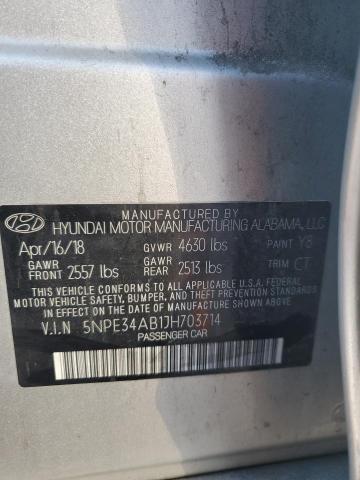 MANUFACTURED BY
HYUNDAI MOTOR MANUFACTURING ALABAMA, LLC
Apr/16/18 GVWR 4630 lbs PAINT Y8
GAWR FRONT 2557 lbs GAWR REAR 2513 lbs TRIM CT
THIS VEHICLE CONFORMS TO ALL APPLICABLE U.S.A. FEDERAL
MOTOR VEHICLE SAFETY, BUMPER, AND THEFT PREVENTION
STANDARDS IN EFFECT ON THE DATE OF MANUFACTURE
SHOWN ABOVE.
V.I.N 5NPE34AB1JH703714
PASSENGER CAR